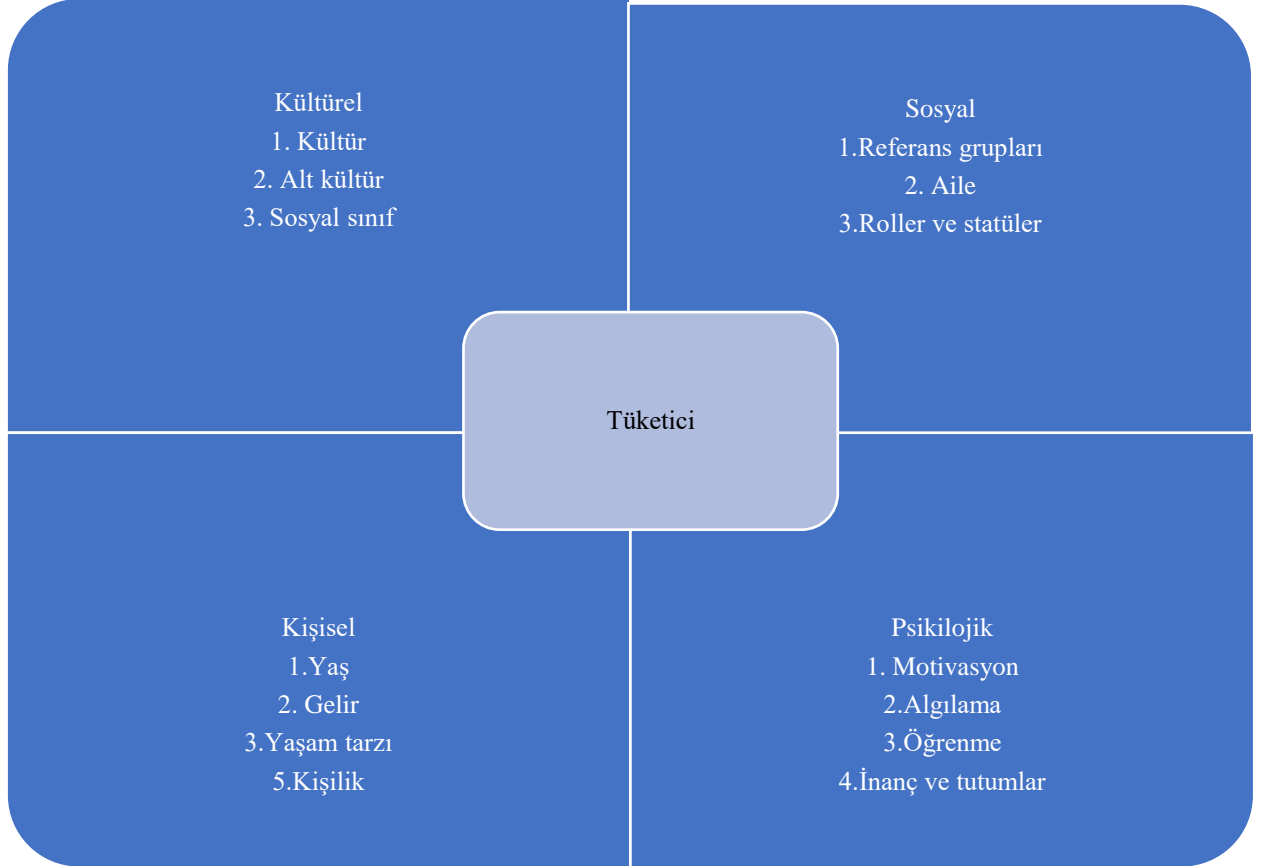 Kültürel
1. Kültür
2. Alt kültür
3. Sosyal sınıf
Sosyal
1.Referans grupları
2. Aile
3.Roller ve statüler
Tüketici
Kişisel
1.Yaş
2. Gelir
3.Yaşam tarzı
5.Kişilik
Psikilojik
1. Motivasyon
2.Algılama
3.Öğrenme
4.İnanç ve tutumlar